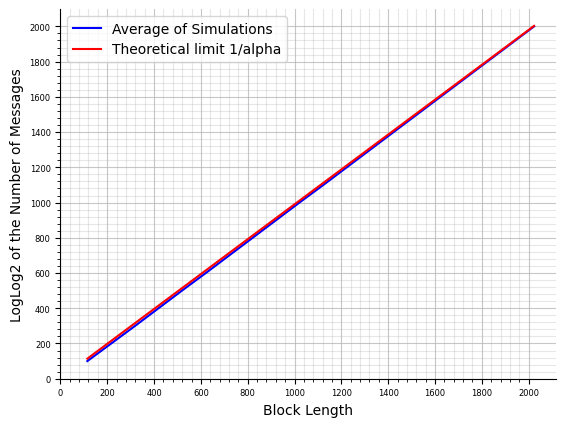 Average of Simulations
Theoretical limit 1/alpha
LogLog2 of the Number of Messages
2000
1800
1600
1400
1200
1000
800
600
400
200
0
0 200 400 600 800 1000 1200 1400 1600 1800 2000
Block Length